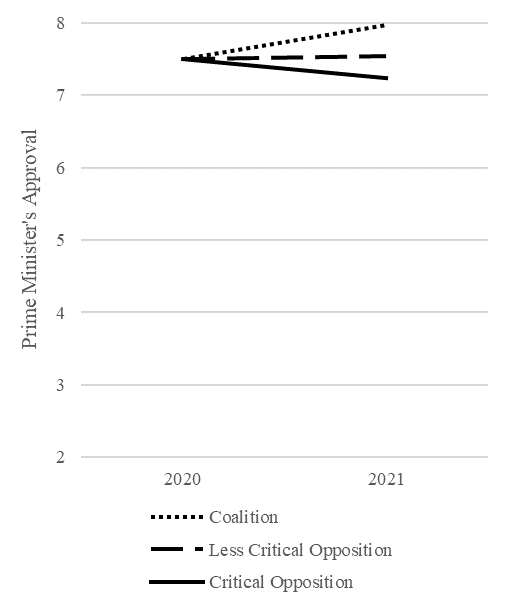 8
7
6
5
4
3
2
Prime Minister's Approval
2020 2021
Coalition
Less Critical Opposition
Critical Opposition